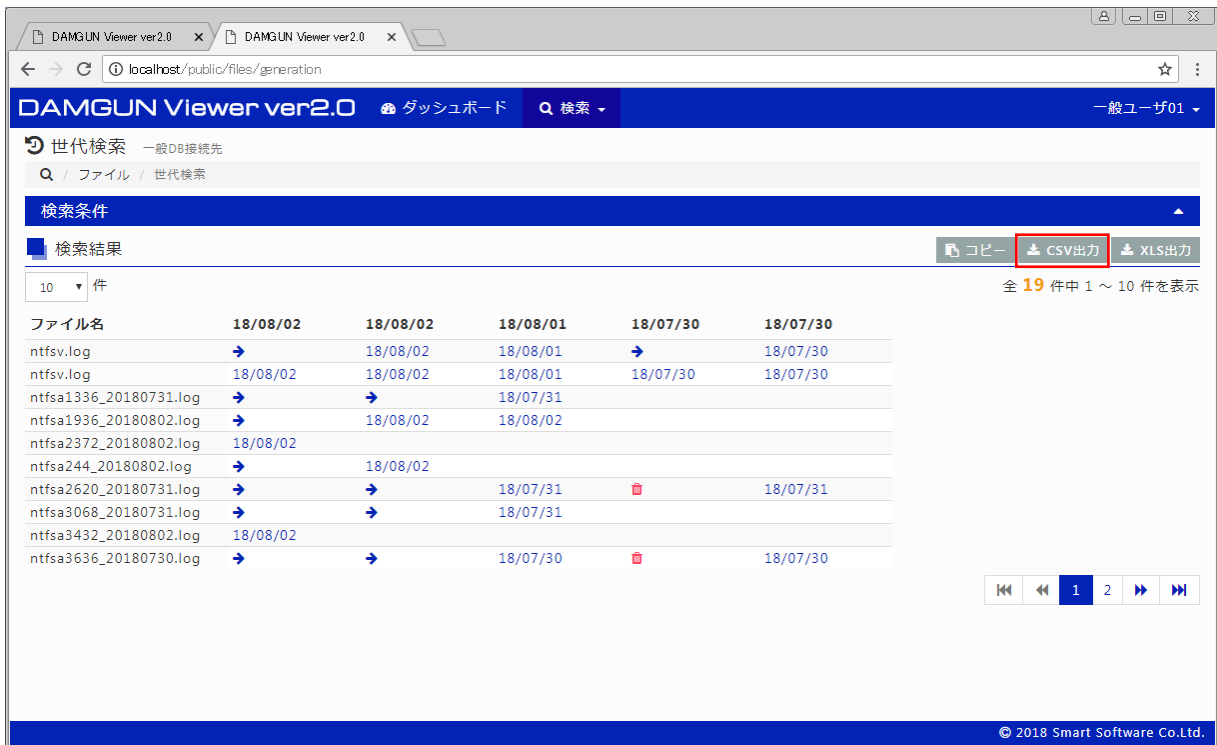 DAMGUN Viewer ver2.0 DAMGUN Viewer ver2.0
localhost/public/files/generation
DAMGUN Viewer ver2.0 ダッシュボード 検索 一般ユーザ01
世代検索 一般DB接続先
/ ファイル / 世代検索
検索条件
検索結果 コピー CSV出力 XLS出力
10 件 全 19 件中 1 ～ 10 件を表示
ファイル名 18/08/02 18/08/02 18/08/01 18/07/30 18/07/30
ntfsv.log 18/08/02 18/08/01 18/07/30
ntfsv.log 18/08/02 18/08/02 18/08/01 18/07/30 18/07/30
ntfsa1336_20180731.log 18/07/31
ntfsa1936_20180802.log 18/08/02 18/08/02
ntfsa2372_20180802.log 18/08/02
ntfsa244_20180802.log 18/08/02
ntfsa2620_20180731.log 18/07/31 18/07/31
ntfsa3068_20180731.log 18/07/31
ntfsa3432_20180802.log 18/08/02
ntfsa3636_20180730.log 18/07/30 18/07/30
1 2
© 2018 Smart Software Co.Ltd.